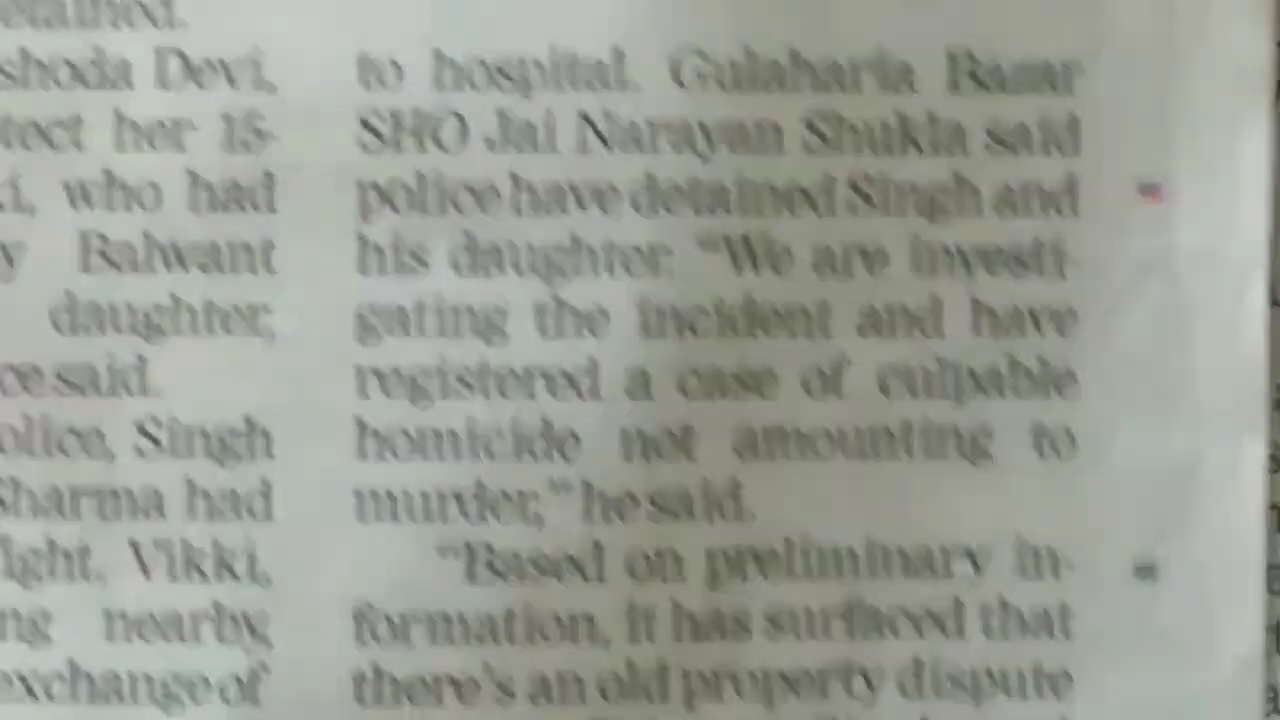 etained.
shoda Devi,
tect her 15-
i, who had
y Balwant
daughter,
ce said.
olice, Singh
Sharma had
ight. Vikki,
ng nearby,
exchange of
to hospital. Gulaharia Bazar
SHO Jai Narayan Shukla said
police have detained Singh and
his daughter. “We are investi-
gating the incident and have
registered a case of culpable
homicide not amounting to
murder,” he said.
“Based on preliminary in-
formation, it has surfaced that
there’s an old property dispute